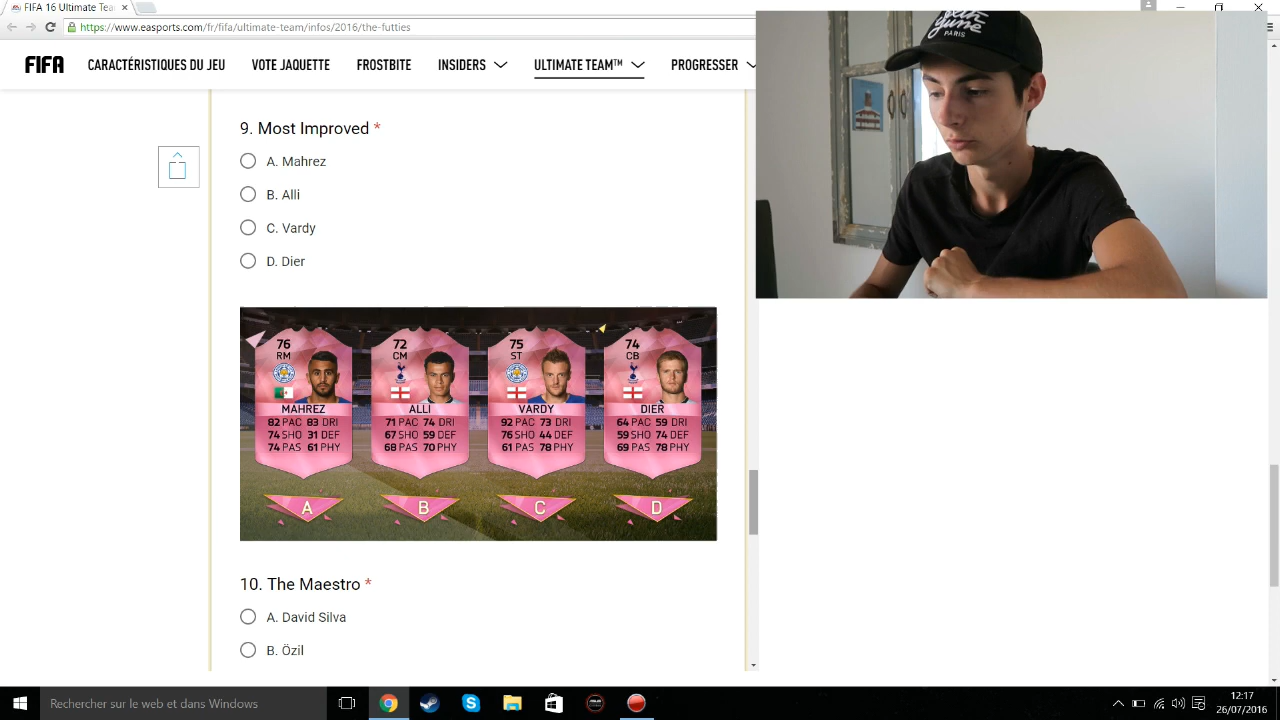 FIFA 16 Ultimate Tea
https://www.easports.com/fr/fifa/ultimate-team/infos/2016/the-futties
FIFA CARACTÉRISTIQUES DU JEU VOTE JAQUETTE FROSTBITE INSIDERS ULTIMATE TEAM™ PROGRESSER
PARIS
9. Most Improved *
A. Mahrez
B. Alli
C. Vardy
D. Dier
76 72 75 74
RM CM ST CB
MAHREZ ALLI VARDY DIER
82 PAC 83 DRI 71 PAC 74 DRI 92 PAC 73 DRI 64 PAC 59 DRI
74 SHO 31 DEF 67 SHO 59 DEF 76 SHO 44 DEF 59 SHO 74 DEF
74 PAS 61 PHY 68 PAS 70 PHY 61 PAS 78 PHY 69 PAS 78 PHY
A B C D
10. The Maestro *
A. David Silva
B. Özil
Rechercher sur le web et dans Windows
12:17
26/07/2016